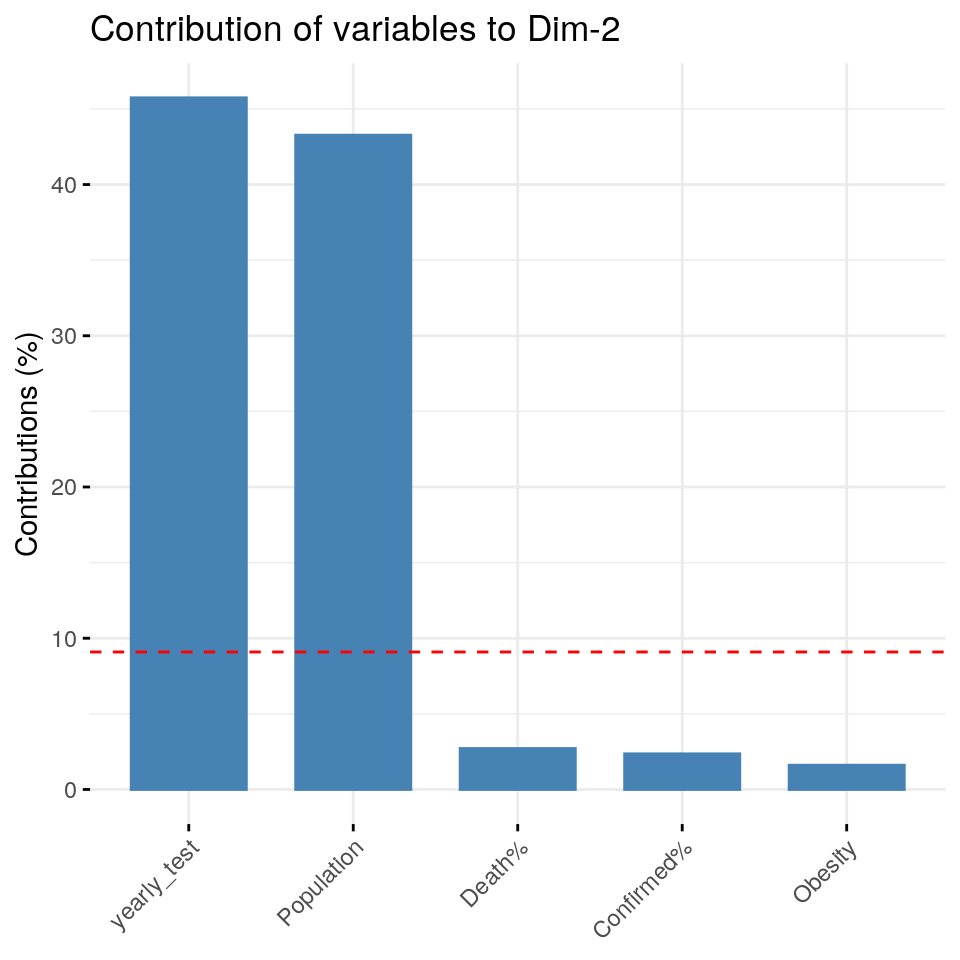 Contribution of variables to Dim-2
Contributions (%)
40
30
20
10
0
yearly_test
Population
Death%
Confirmed%
Obesity